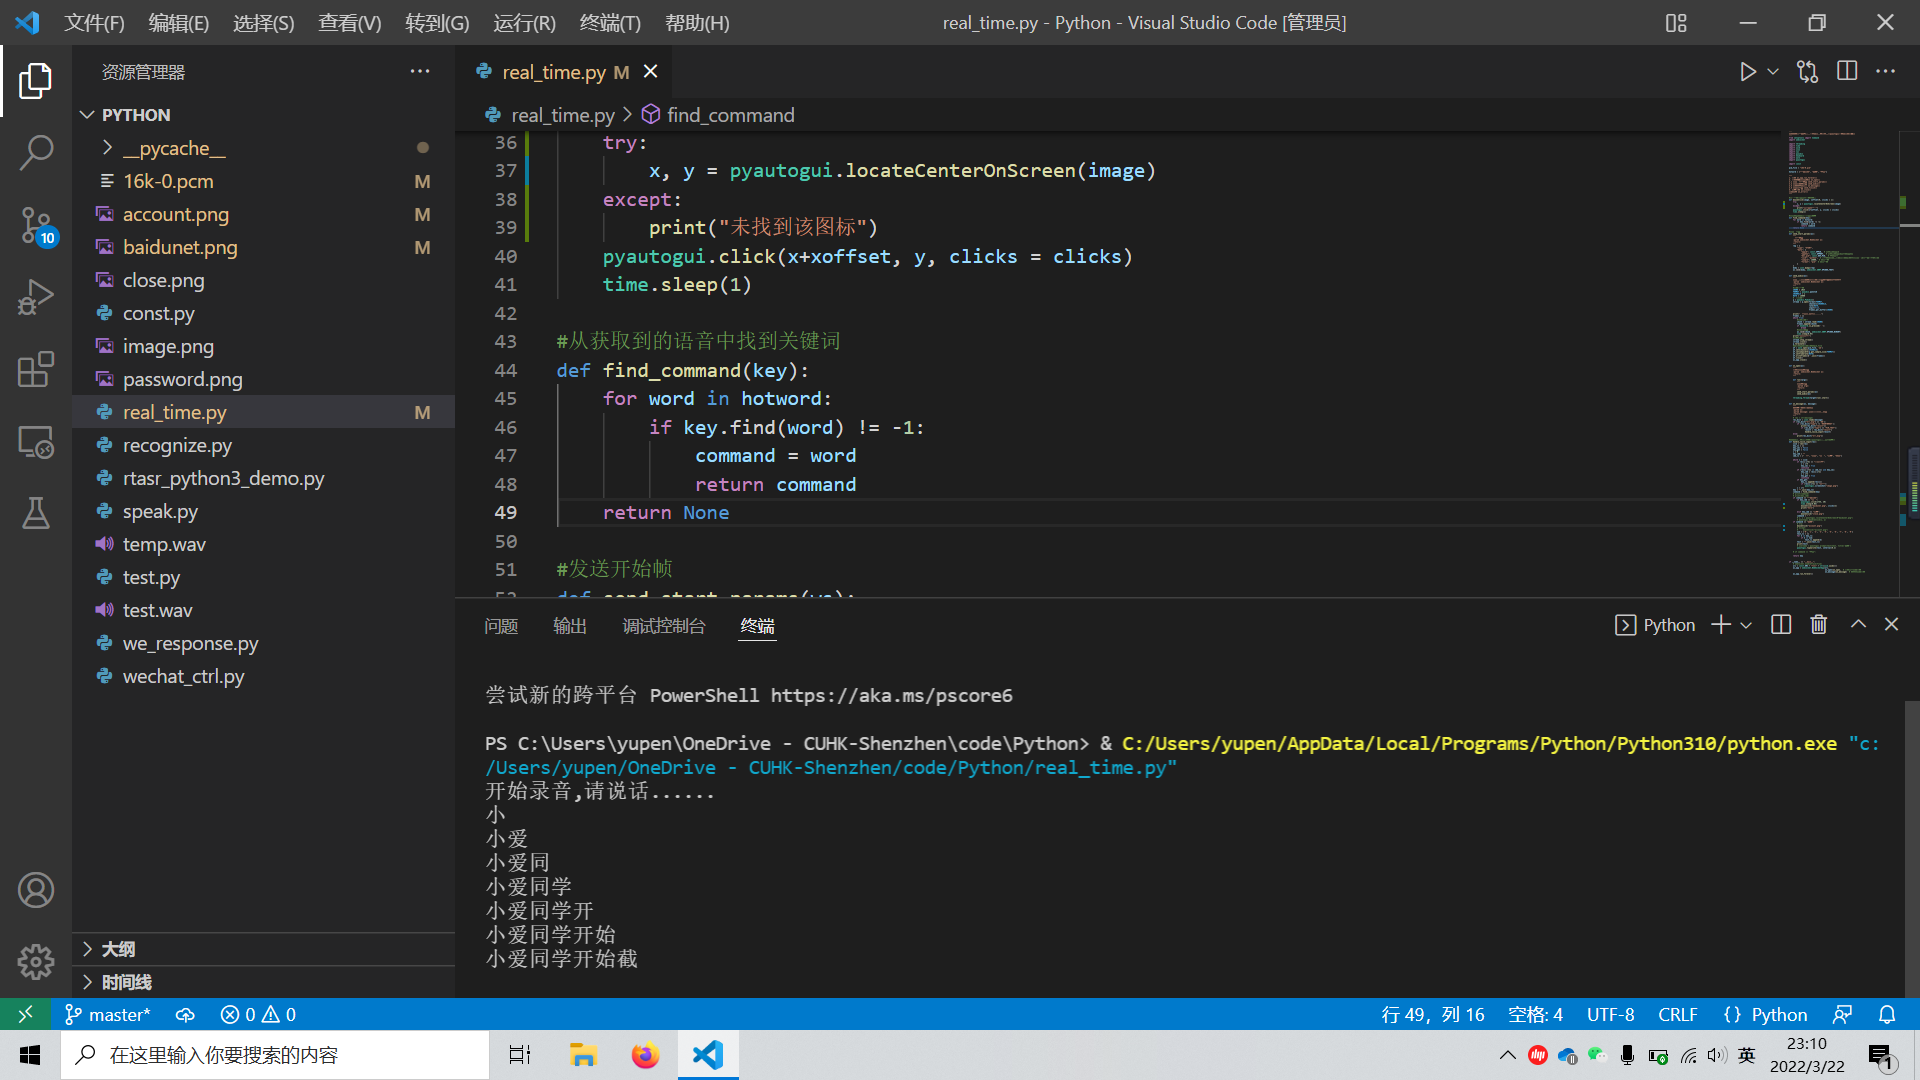 文件(F) 编辑(E) 选择(S) 查看(V) 转到(G) 运行(R) 终端(T) 帮助(H) real_time.py - Python - Visual Studio Code [管理员]
资源管理器
PYTHON
__pycache__
16k-0.pcm M
account.png M
baidunet.png M
close.png
const.py
image.png
password.png
real_time.py M
recognize.py
rtasr_python3_demo.py
speak.py
temp.wav
test.py
test.wav
we_response.py
wechat_ctrl.py
大纲
时间线
10
real_time.py M
real_time.py > find_command
36 try:
37 x, y = pyautogui.locateCenterOnScreen(image)
38 except:
39 print("未找到该图标")
40 pyautogui.click(x+xoffset, y, clicks = clicks)
41 time.sleep(1)
42
43 #从获取到的语音中找到关键词
44 def find_command(key):
45 for word in hotword:
46 if key.find(word) != -1:
47 command = word
48 return command
49 return None
50
51 #发送开始帧
52 def send_start_params(ws):
问题 输出 调试控制台 终端 Python
尝试新的跨平台 PowerShell https://aka.ms/pscore6
PS C:\Users\yupen\OneDrive - CUHK-Shenzhen\code\Python> & C:/Users/yupen/AppData/Local/Programs/Python/Python310/python.exe "c:
/Users/yupen/OneDrive - CUHK-Shenzhen/code/Python/real_time.py"
开始录音,请说话......
小
小爱
小爱同
小爱同学
小爱同学开
小爱同学开始
小爱同学开始截
master* 0 0 行 49，列 16 空格: 4 UTF-8 CRLF {} Python
在这里输入你要搜索的内容
英
23:10
2022/3/22
1